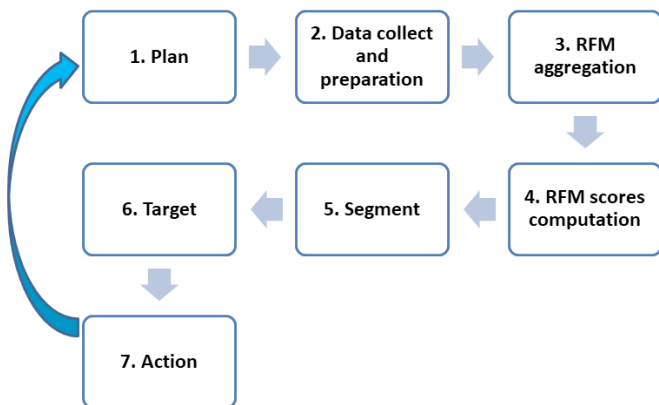 1. Plan
2. Data collect
and
preparation
3. RFM
aggregation
4. RFM scores
computation
5. Segment
6. Target
7. Action